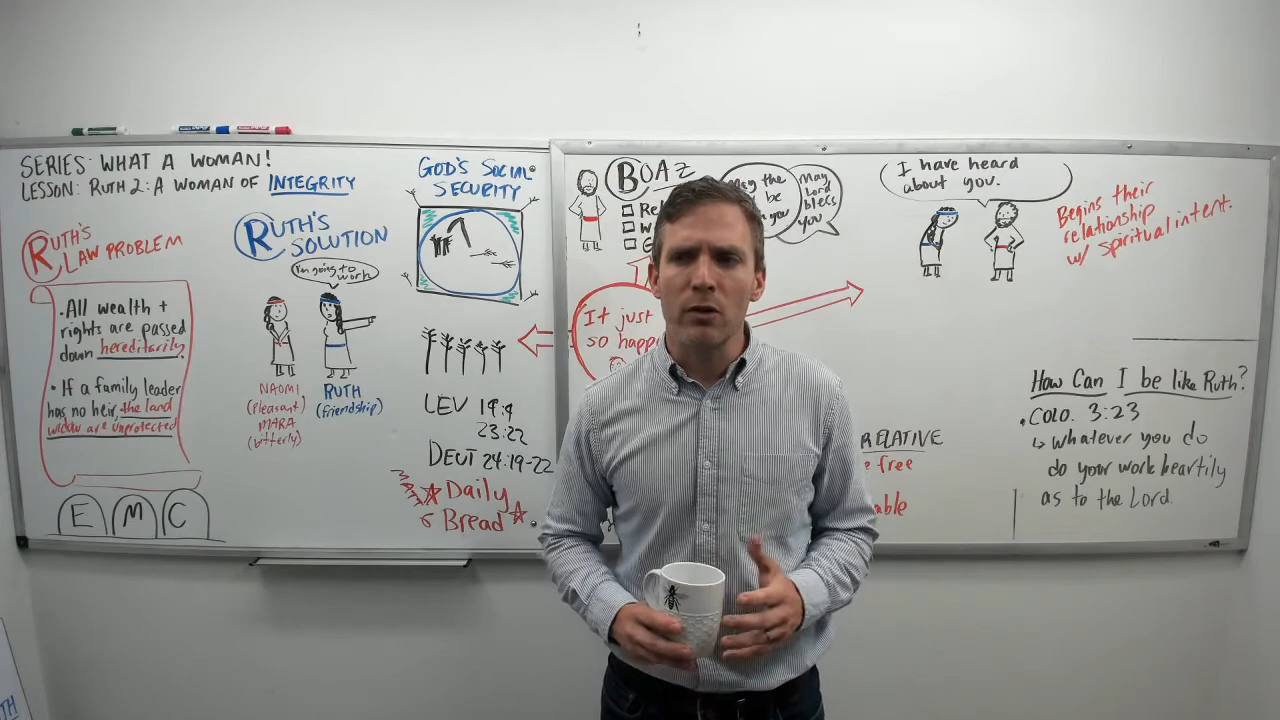 SERIES: WHAT A WOMAN!
LESSON: RUTH 2: A WOMAN OF INTEGRITY
RUTH'S
LAW PROBLEM
• All wealth +
rights are passed
down hereditarily.
• If a family leader
has no heir, the land
widow are unprotected
E M C
RUTH'S
SOLUTION
I'm going to
work
NAOMI
(pleasant)
MARA
(bitterly)
RUTH
(friendship)
GOD'S SOCIAL
SECURITY
LEV 19:9
23:22
DEUT 24:19-22
Daily
Bread
BOAZ
May the
be
you
May
Lord
bless
you
It just
so happ
I have heard
about you.
Begins their
relationship
w/ spiritual intent.
RELATIVE
free
able
How Can I be like Ruth?
• COLO. 3:23
↳ whatever you do
do your work heartily
as to the Lord.
TH